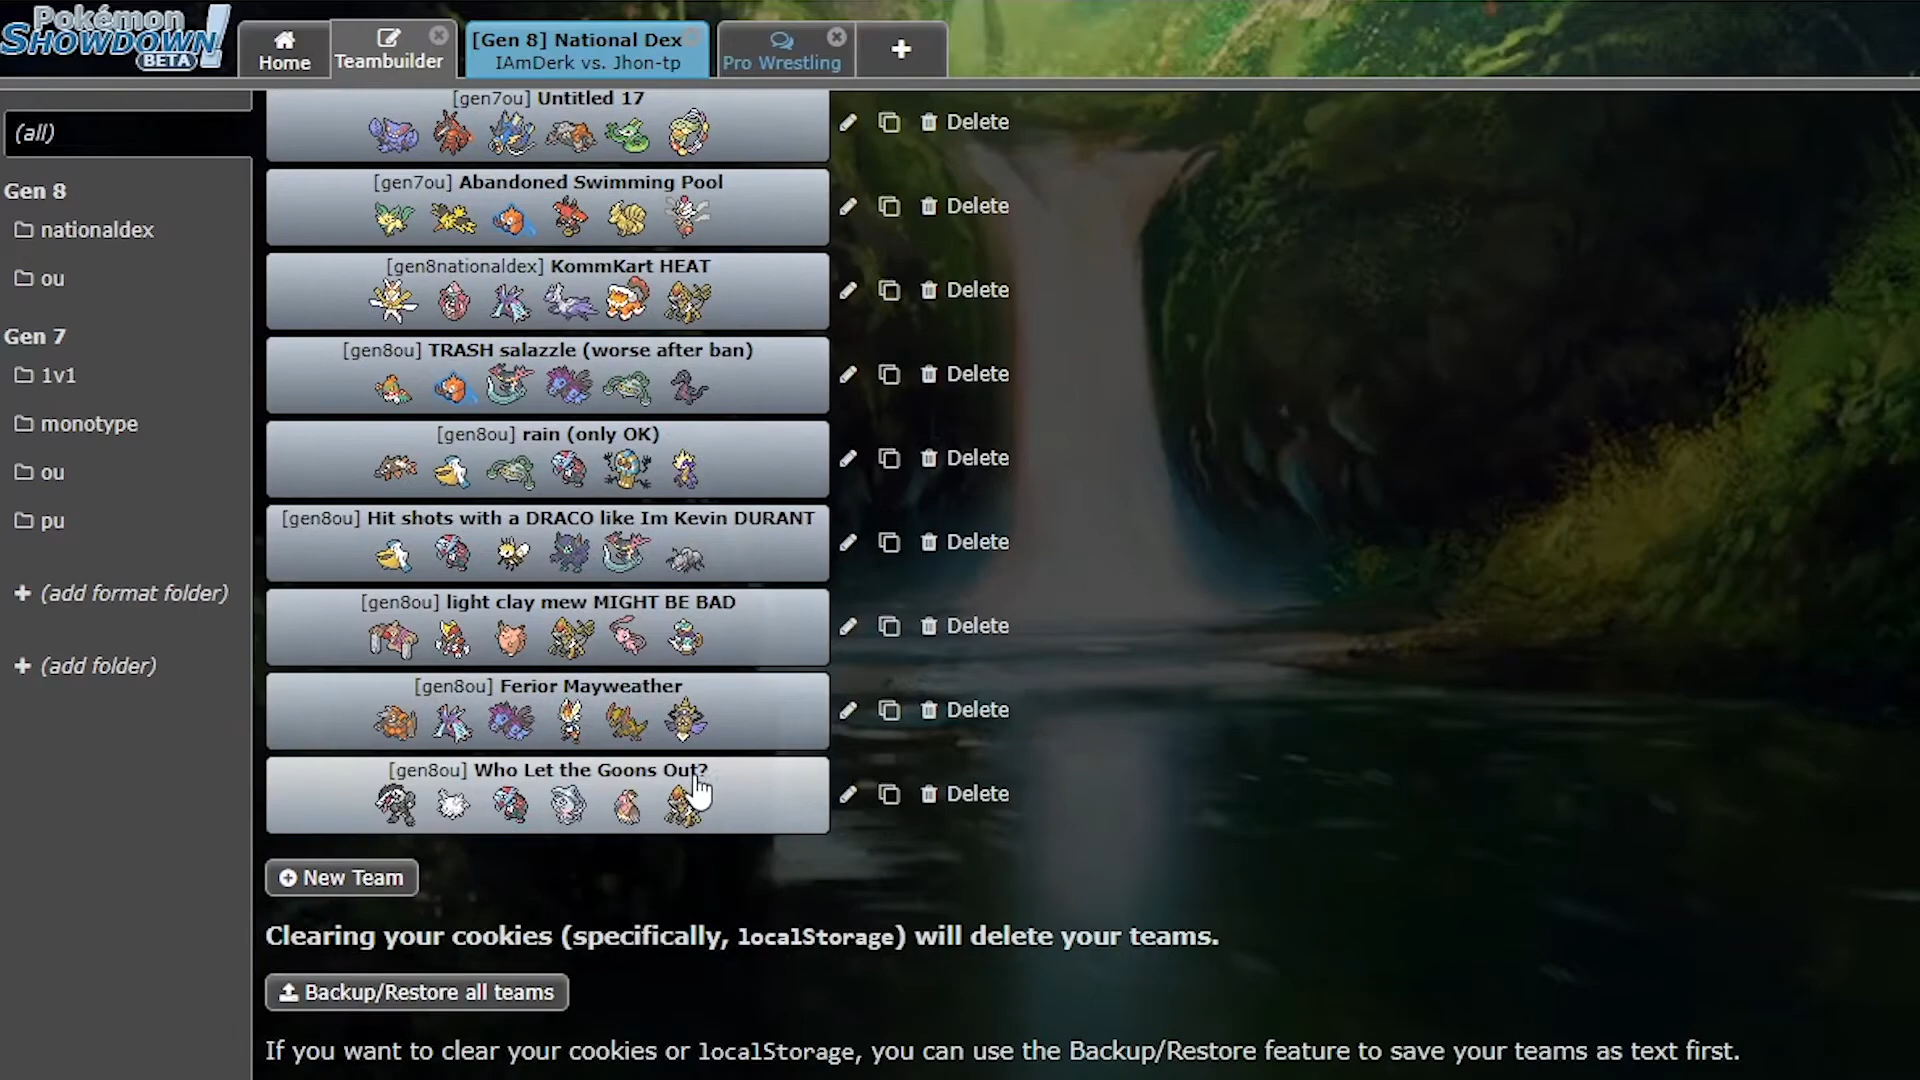 Pokémon
SHOWDOWN!
BETA
Home
Teambuilder
[Gen 8] National Dex
IAmDerk vs. Jhon-tp
Pro Wrestling
(all)
Gen 8
nationaldex
ou
Gen 7
1v1
monotype
ou
pu
(add format folder)
(add folder)
[gen7ou] Untitled 17
Delete
[gen7ou] Abandoned Swimming Pool
Delete
[gen8nationaldex] KommKart HEAT
Delete
[gen8ou] TRASH salazzle (worse after ban)
Delete
[gen8ou] rain (only OK)
Delete
[gen8ou] Hit shots with a DRACO like Im Kevin DURANT
Delete
[gen8ou] light clay mew MIGHT BE BAD
Delete
[gen8ou] Ferior Mayweather
Delete
[gen8ou] Who Let the Goons Out?
Delete
New Team
Clearing your cookies (specifically, localStorage) will delete your teams.
Backup/Restore all teams
If you want to clear your cookies or localStorage, you can use the Backup/Restore feature to save your teams as text first.